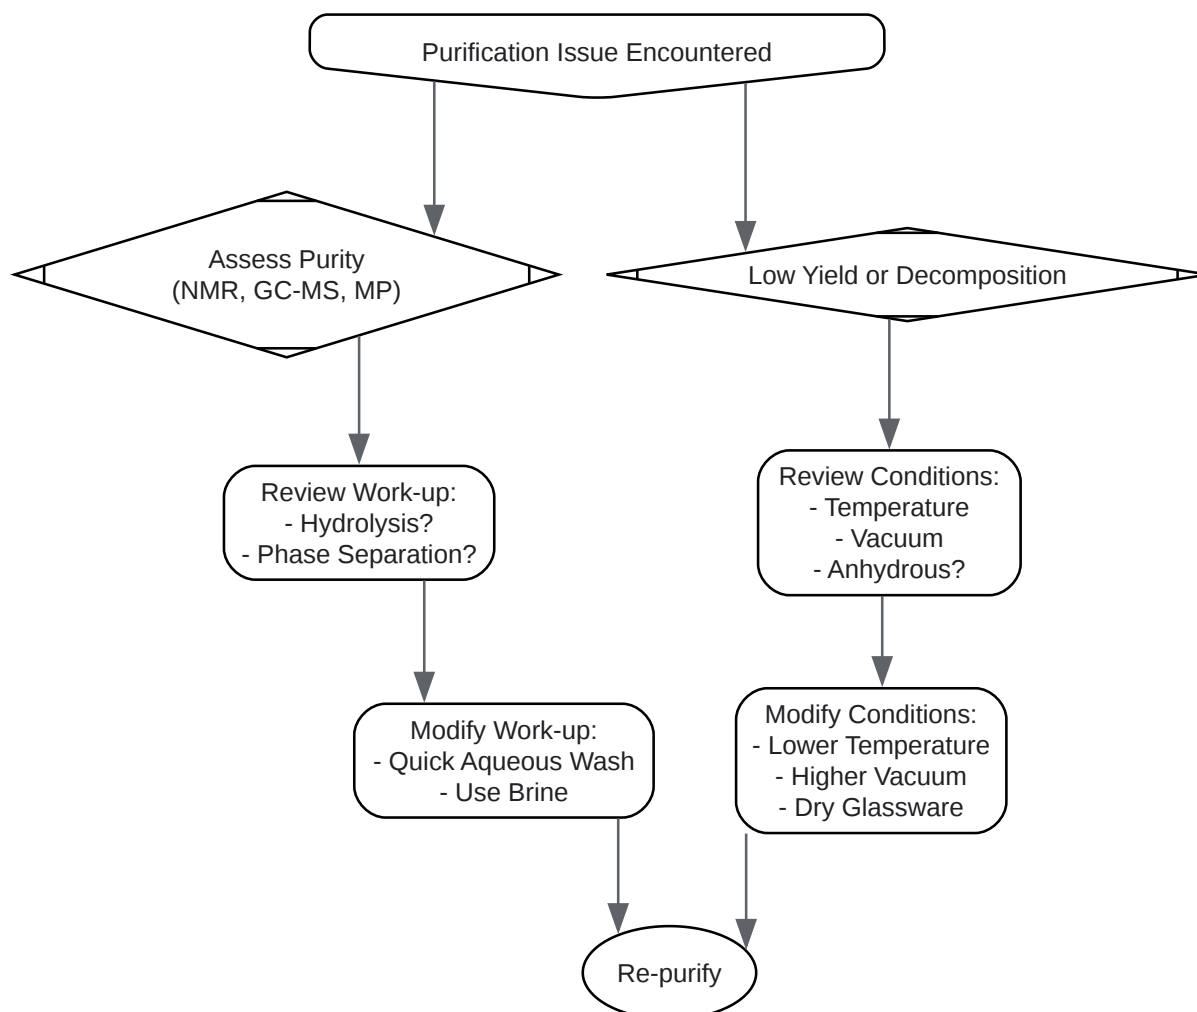 Purification Issue Encountered
Assess Purity
(NMR, GC-MS, MP)
Low Yield or Decomposition
Review Work-up:
- Hydrolysis?
- Phase Separation?
Review Conditions:
- Temperature
- Vacuum
- Anhydrous?
Modify Work-up:
- Quick Aqueous Wash
- Use Brine
Modify Conditions:
- Lower Temperature
- Higher Vacuum
- Dry Glassware
Re-purify